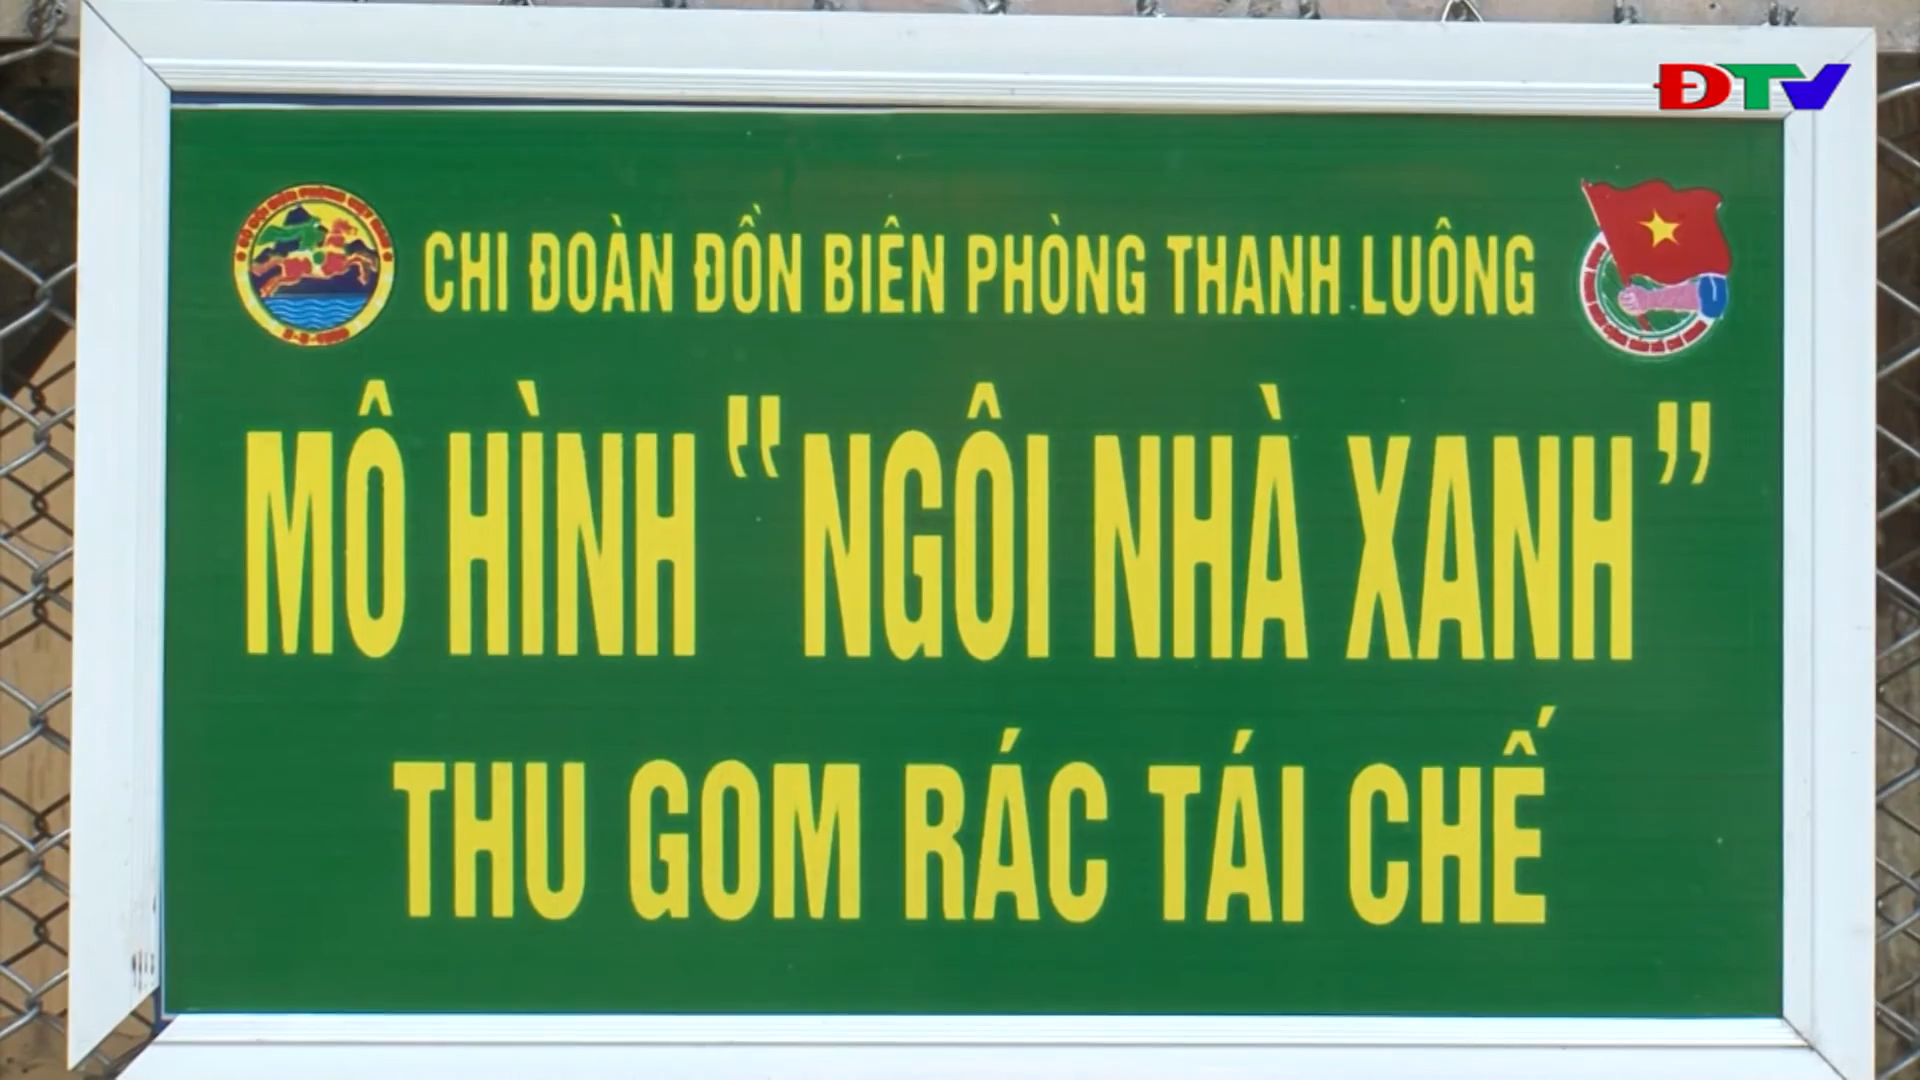 ĐTV
CHI ĐOÀN ĐỒN BIÊN PHÒNG THANH LUÔNG
MÔ HÌNH "NGÔI NHÀ XANH"
THU GOM RÁC TÁI CHẾ